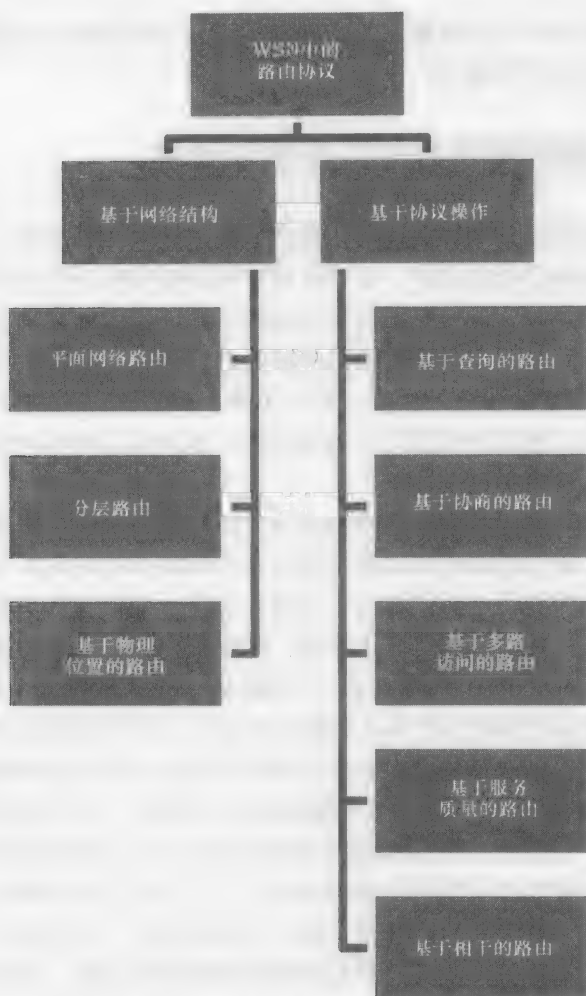 WSN中的
路由协议
基于网络结构
基于协议操作
平面网络路由
基于查询的路由
分层路由
基于协商的路由
基于物理
位置的路由
基于多路
访问的路由
基于服务
质量的路由
基于相干的路由